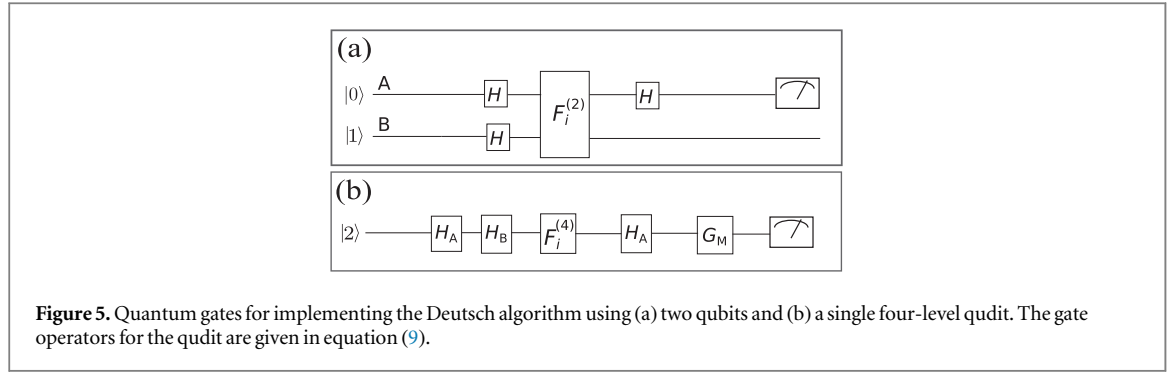 (a)
|0⟩ A H F_i^(2) H
|1⟩ B H
(b)
|2⟩ H_A H_B F_i^(4) H_A G_M
Figure 5. Quantum gates for implementing the Deutsch algorithm using (a) two qubits and (b) a single four-level qudit. The gate
operators for the qudit are given in equation (9).